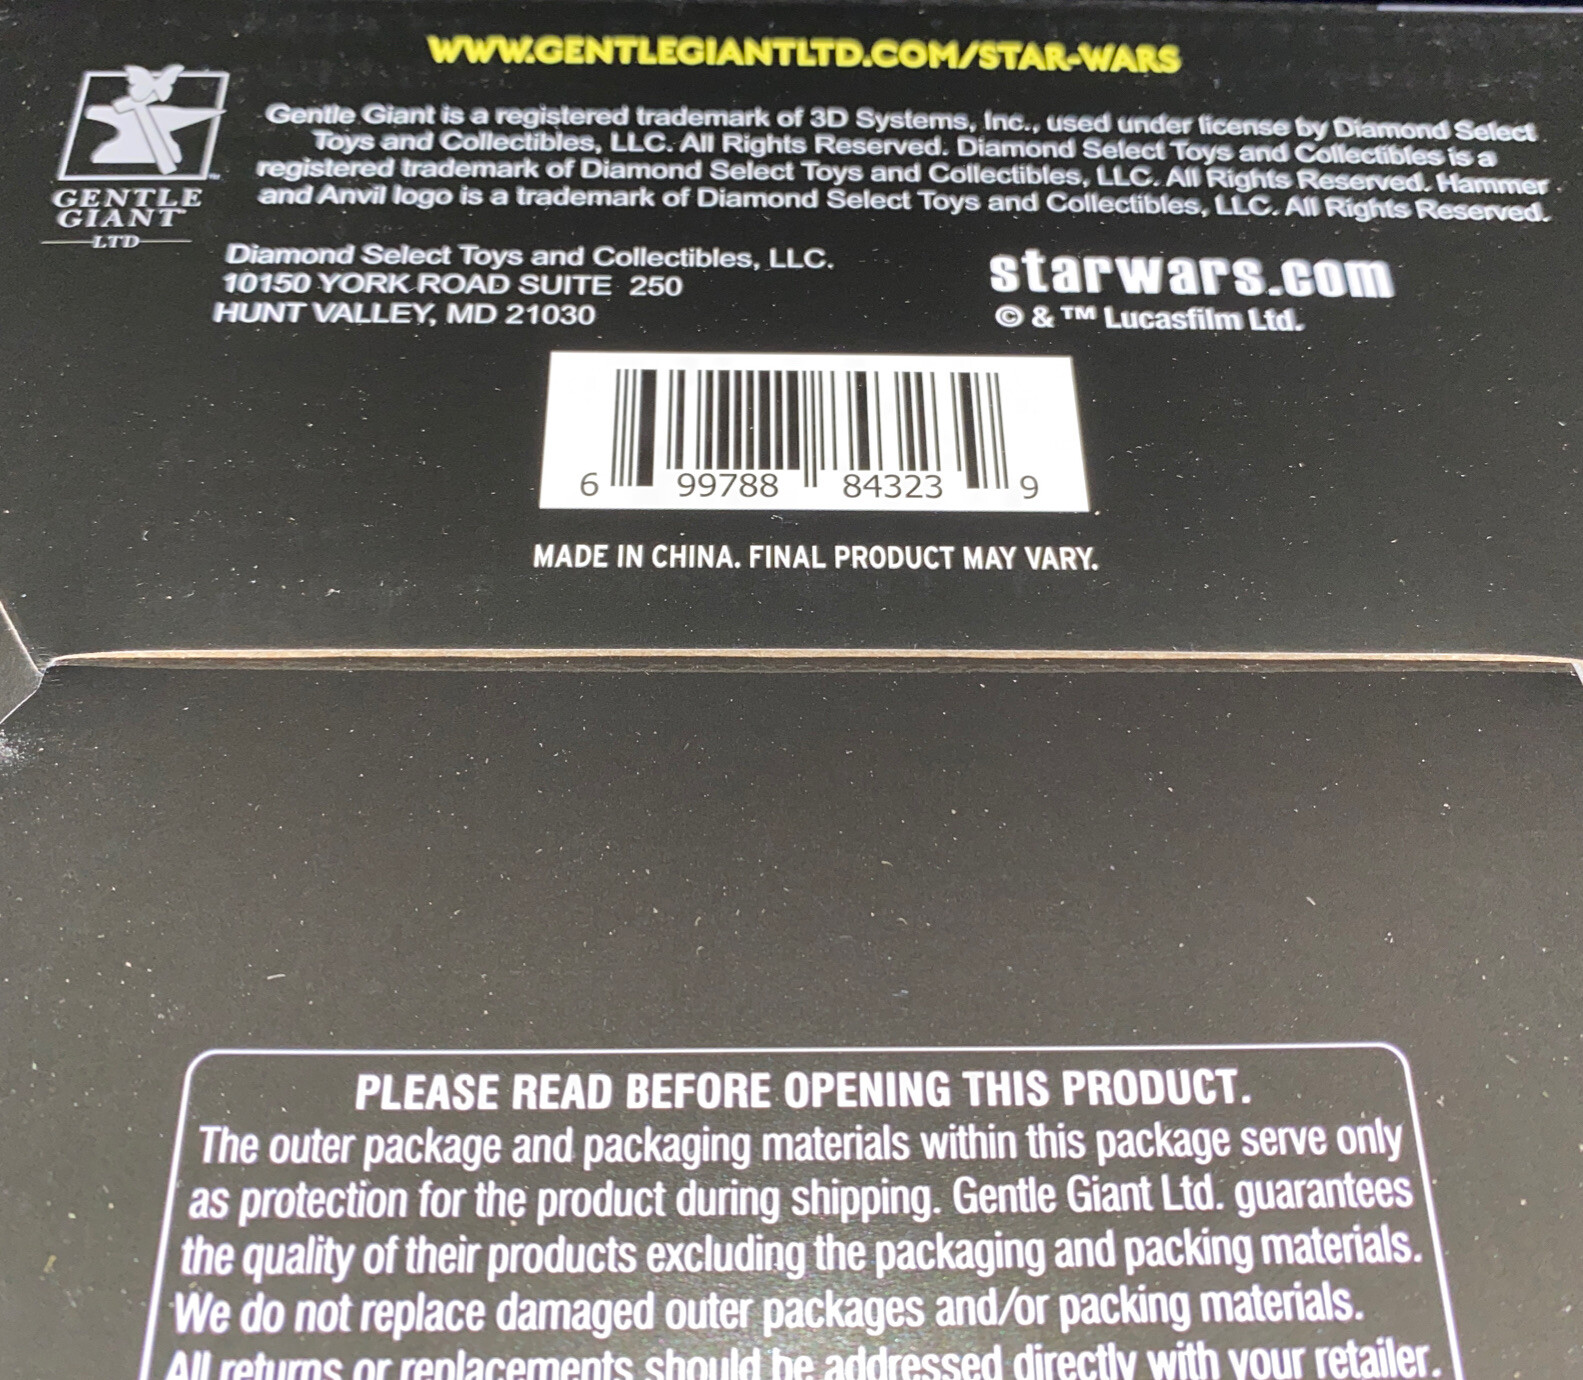 WWW.GENTLEGIANTLTD.COM/STAR-WARS
Gentle Giant is a registered trademark of 3D Systems, Inc., used under license by Diamond Select
Toys and Collectibles, LLC. All Rights Reserved. Diamond Select Toys and Collectibles is a
registered trademark of Diamond Select Toys and Collectibles, LLC. All Rights Reserved. Hammer
and Anvil logo is a trademark of Diamond Select Toys and Collectibles, LLC. All Rights Reserved.
GENTLE
GIANT™
LTD
Diamond Select Toys and Collectibles, LLC.
10150 YORK ROAD SUITE 250
HUNT VALLEY, MD 21030
starwars.com
© & ™ Lucasfilm Ltd.
6 99788 84323 9
MADE IN CHINA. FINAL PRODUCT MAY VARY.
PLEASE READ BEFORE OPENING THIS PRODUCT.
The outer package and packaging materials within this package serve only
as protection for the product during shipping. Gentle Giant Ltd. guarantees
the quality of their products excluding the packaging and packing materials.
We do not replace damaged outer packages and/or packing materials.
All returns or replacements should be addressed directly with your retailer.